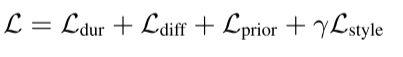 ℒ = ℒ_dur + ℒ_diff + ℒ_prior + γℒ_style